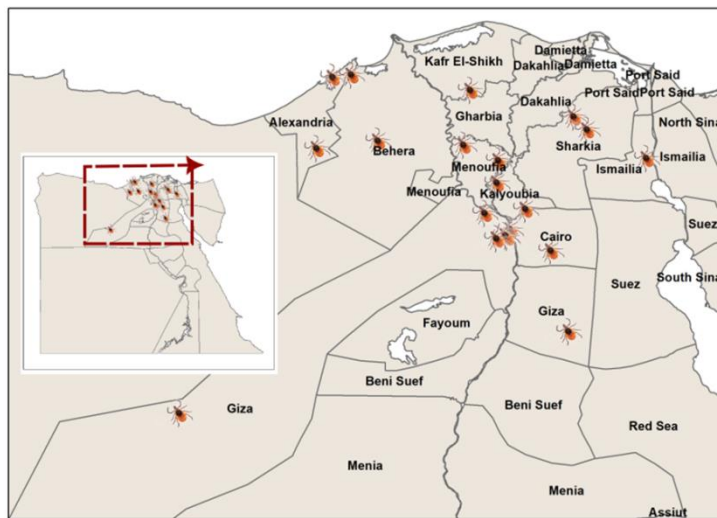 Damietta
Kafr El-Shikh
Dakahlia Damietta
Port Said
Dakahlia
Port Said Port Said
Alexandria
Gharbia
North Sina
Behera
Sharkia
Menoufia
Ismailia
Ismailia
Menoufia
Kalyoubia
Suez
Cairo
Suez
South Sina
Giza
Fayoum
Beni Suef
Giza
Beni Suef
Red Sea
Menia
Menia
Assiut